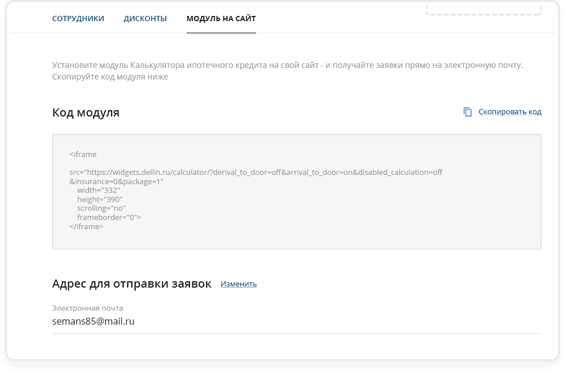 СОТРУДНИКИ ДИСКОНТЫ МОДУЛЬ НА САЙТ
Установите модуль Калькулятора ипотечного кредита на свой сайт - и получайте заявки прямо на электронную почту.
Скопируйте код модуля ниже
Код модуля Скопировать код
<iframe
src="https://widgets.dellin.ru/calculator/?derival_to_door=off&arrival_to_door=on&disabled_calculation=off
&insurance=0&package=1"
width="332"
height="390"
scrolling="no"
frameborder="0">
</iframe>
Адрес для отправки заявок Изменить
Электронная почта
semans85@mail.ru